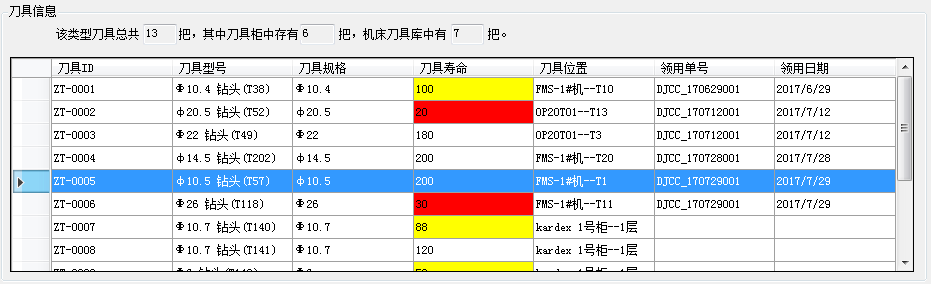 刀具信息
该类型刀具总共 13 把，其中刀具柜中存有6 把，机床刀具库中有 7 把。
刀具ID 刀具型号 刀具规格 刀具寿命 刀具位置 领用单号 领用日期
ZT-0001 Φ10.4 钻头(T38) Φ10.4 100 FMS-1#机--T10 DJCC_170629001 2017/6/29
ZT-0002 φ20.5 钻头(T52) φ20.5 20 OP20T01--T13 DJCC_170712001 2017/7/12
ZT-0003 Φ22 钻头(T49) Φ22 180 OP20T01--T3 DJCC_170712001 2017/7/12
ZT-0004 φ14.5 钻头(T202) φ14.5 200 FMS-1#机--T20 DJCC_170728001 2017/7/28
ZT-0005 φ10.5 钻头(T57) φ10.5 200 FMS-1#机--T1 DJCC_170729001 2017/7/29
ZT-0006 Φ26 钻头(T118) Φ26 30 FMS-1#机--T11 DJCC_170729001 2017/7/29
ZT-0007 Φ10.7 钻头(T140) Φ10.7 88 kardex 1号柜--1层
ZT-0008 Φ10.7 钻头(T141) Φ10.7 120 kardex 1号柜--1层